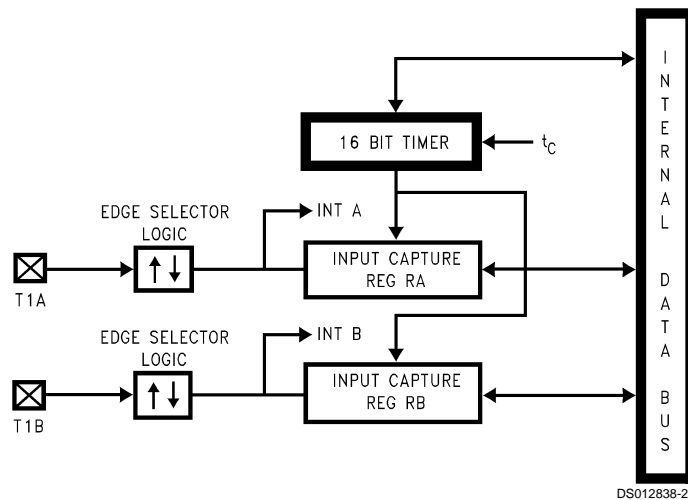 16 BIT TIMER
t_C
EDGE SELECTOR
LOGIC
INT A
INPUT CAPTURE
REG RA
T1A
EDGE SELECTOR
LOGIC
INT B
INPUT CAPTURE
REG RB
T1B
INTERNAL DATA BUS
DS012838-2